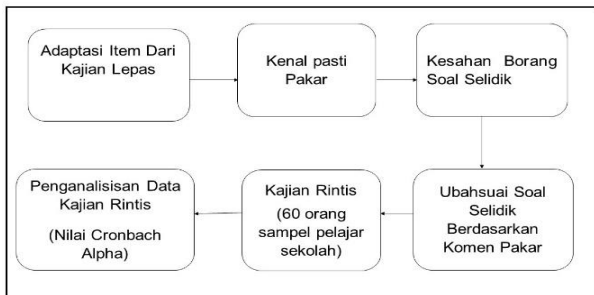 Adaptasi Item Dari
Kajian Lepas
Kenal pasti
Pakar
Kesahan Borang
Soal Selidik
Ubahsuai Soal
Selidik
Berdasarkan
Komen Pakar
Kajian Rintis
(60 orang
sampel pelajar
sekolah)
Penganalisisan Data
Kajian Rintis
(Nilai Cronbach
Alpha)